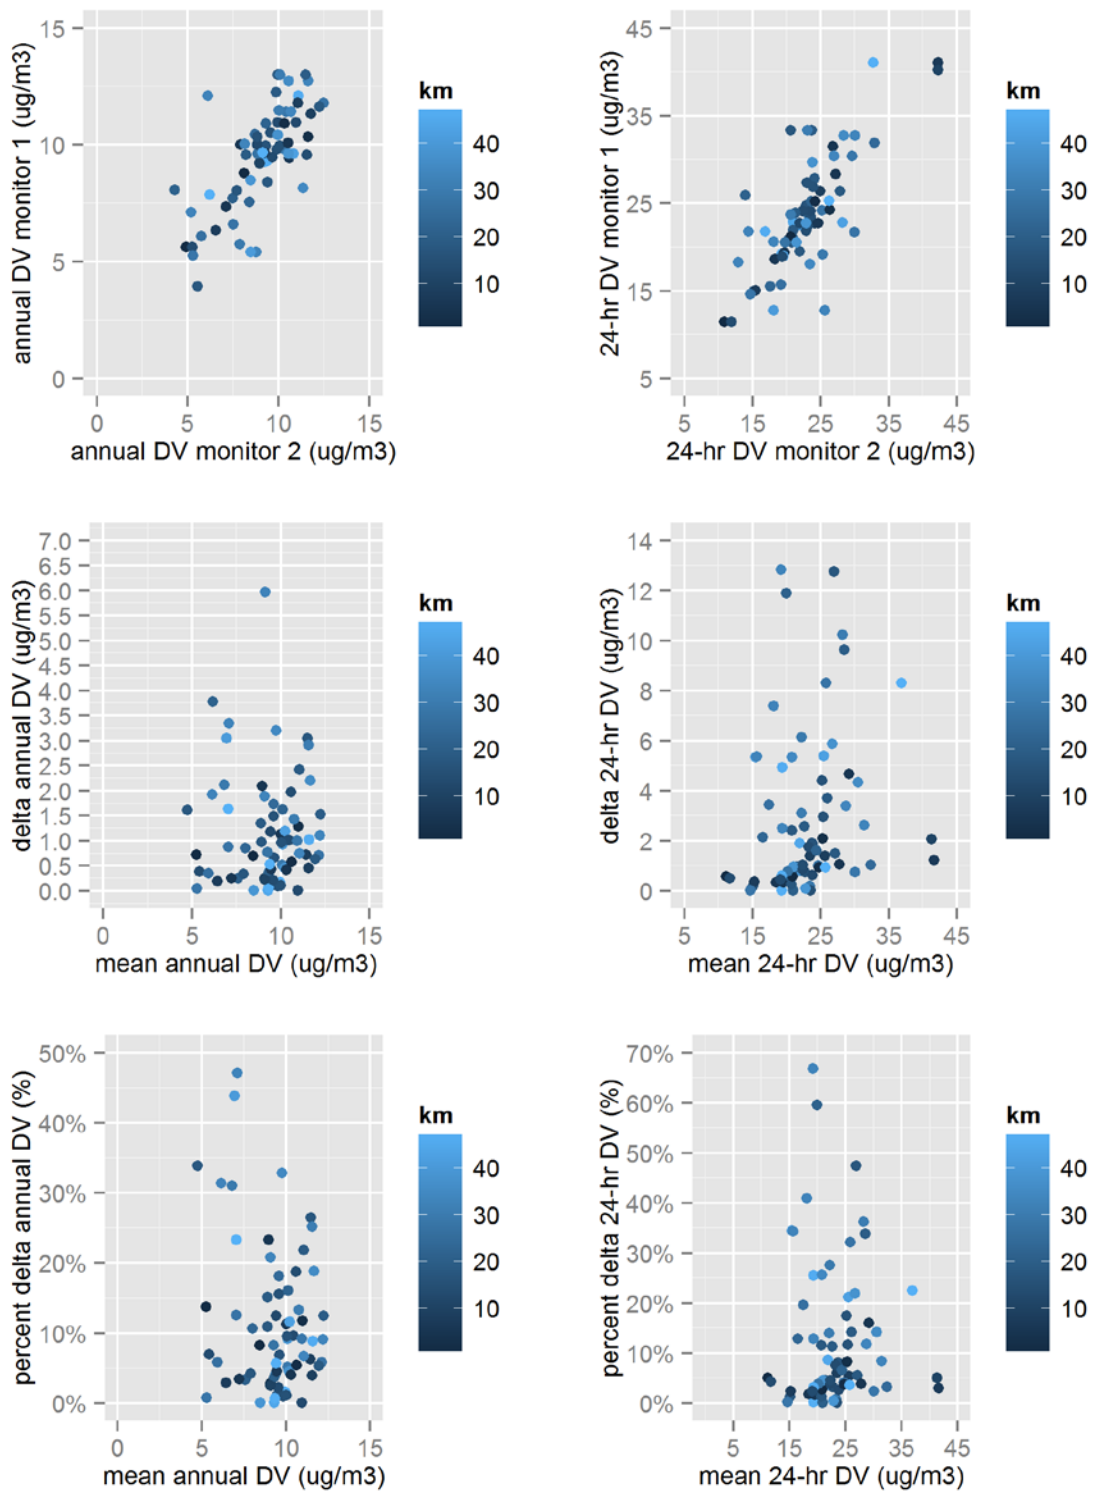 15
10
5
0
annual DV monitor 1 (ug/m3)
0 5 10 15
annual DV monitor 2 (ug/m3)
km
40
30
20
10
45
35
25
15
5
24-hr DV monitor 1 (ug/m3)
5 15 25 35 45
24-hr DV monitor 2 (ug/m3)
km
40
30
20
10
7.0
6.5
6.0
5.5
5.0
4.5
4.0
3.5
3.0
2.5
2.0
1.5
1.0
0.5
0.0
delta annual DV (ug/m3)
0 5 10 15
mean annual DV (ug/m3)
km
40
30
20
10
14
12
10
8
6
4
2
0
delta 24-hr DV (ug/m3)
5 15 25 35 45
mean 24-hr DV (ug/m3)
km
40
30
20
10
50%
40%
30%
20%
10%
0%
percent delta annual DV (%)
0 5 10 15
mean annual DV (ug/m3)
km
40
30
20
10
70%
60%
50%
40%
30%
20%
10%
0%
percent delta 24-hr DV (%)
5 15 25 35 45
mean 24-hr DV (ug/m3)
km
40
30
20
10